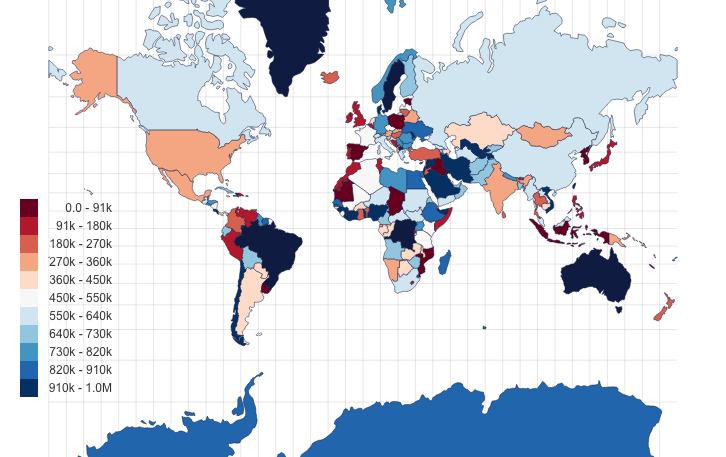 0.0 - 91k
91k - 180k
180k - 270k
270k - 360k
360k - 450k
450k - 550k
550k - 640k
640k - 730k
730k - 820k
820k - 910k
910k - 1.0M